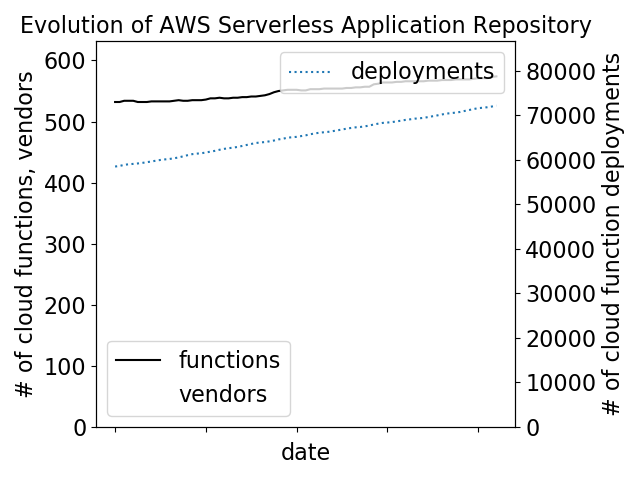 Evolution of AWS Serverless Application Repository
# of cloud functions, vendors
600
500
400
300
200
100
0
deployments
functions
vendors
80000
70000
60000
50000
40000
30000
20000
10000
0
# of cloud function deployments
date